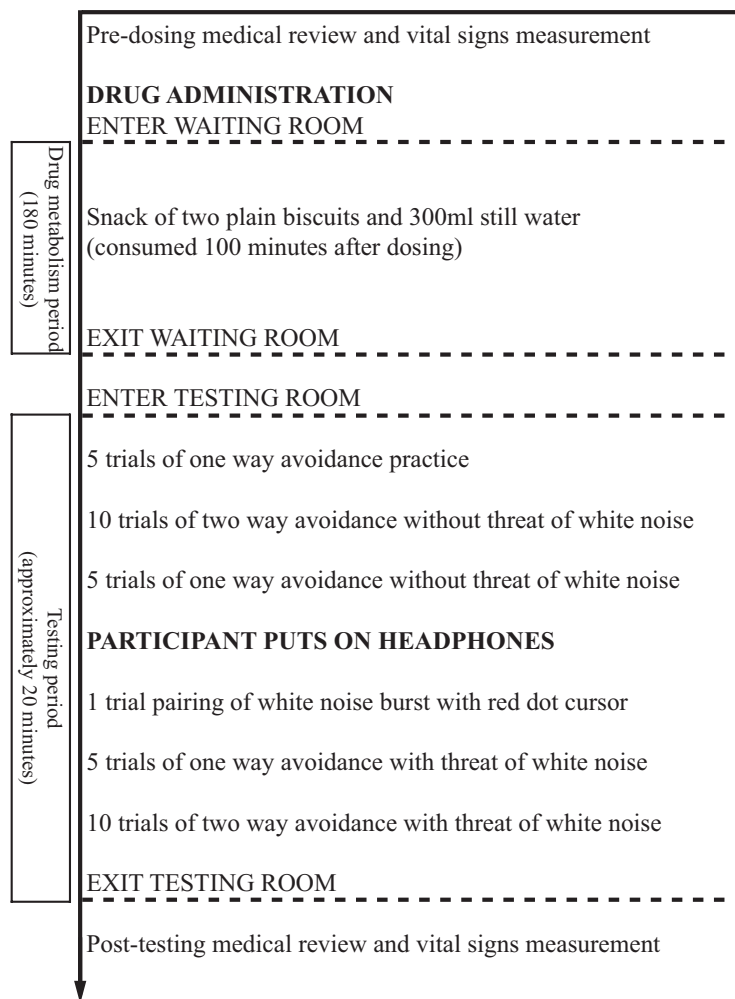 Pre-dosing medical review and vital signs measurement
DRUG ADMINISTRATION
ENTER WAITING ROOM
Drug metabolism period
(180 minutes)
Snack of two plain biscuits and 300ml still water
(consumed 100 minutes after dosing)
EXIT WAITING ROOM
ENTER TESTING ROOM
Testing period
(approximately 20 minutes)
5 trials of one way avoidance practice
10 trials of two way avoidance without threat of white noise
5 trials of one way avoidance without threat of white noise
PARTICIPANT PUTS ON HEADPHONES
1 trial pairing of white noise burst with red dot cursor
5 trials of one way avoidance with threat of white noise
10 trials of two way avoidance with threat of white noise
EXIT TESTING ROOM
Post-testing medical review and vital signs measurement